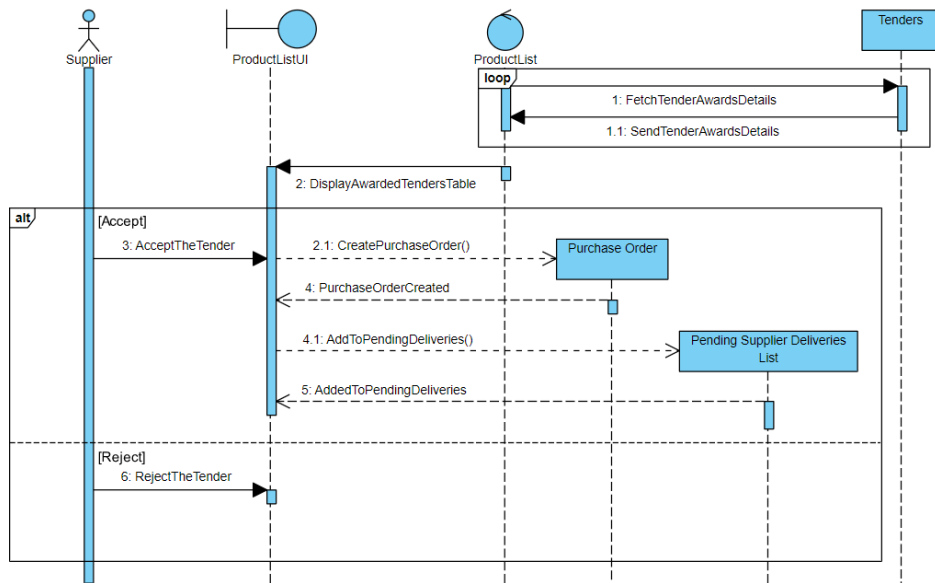 Supplier
ProductListUI
ProductList
Tenders
loop
1: FetchTenderAwardsDetails
1.1: SendTenderAwardsDetails
2: DisplayAwardedTendersTable
alt
[Accept]
3: AcceptTheTender
2.1: CreatePurchaseOrder()
Purchase Order
4: PurchaseOrderCreated
4.1: AddToPendingDeliveries()
Pending Supplier Deliveries
List
5: AddedToPendingDeliveries
[Reject]
6: RejectTheTender